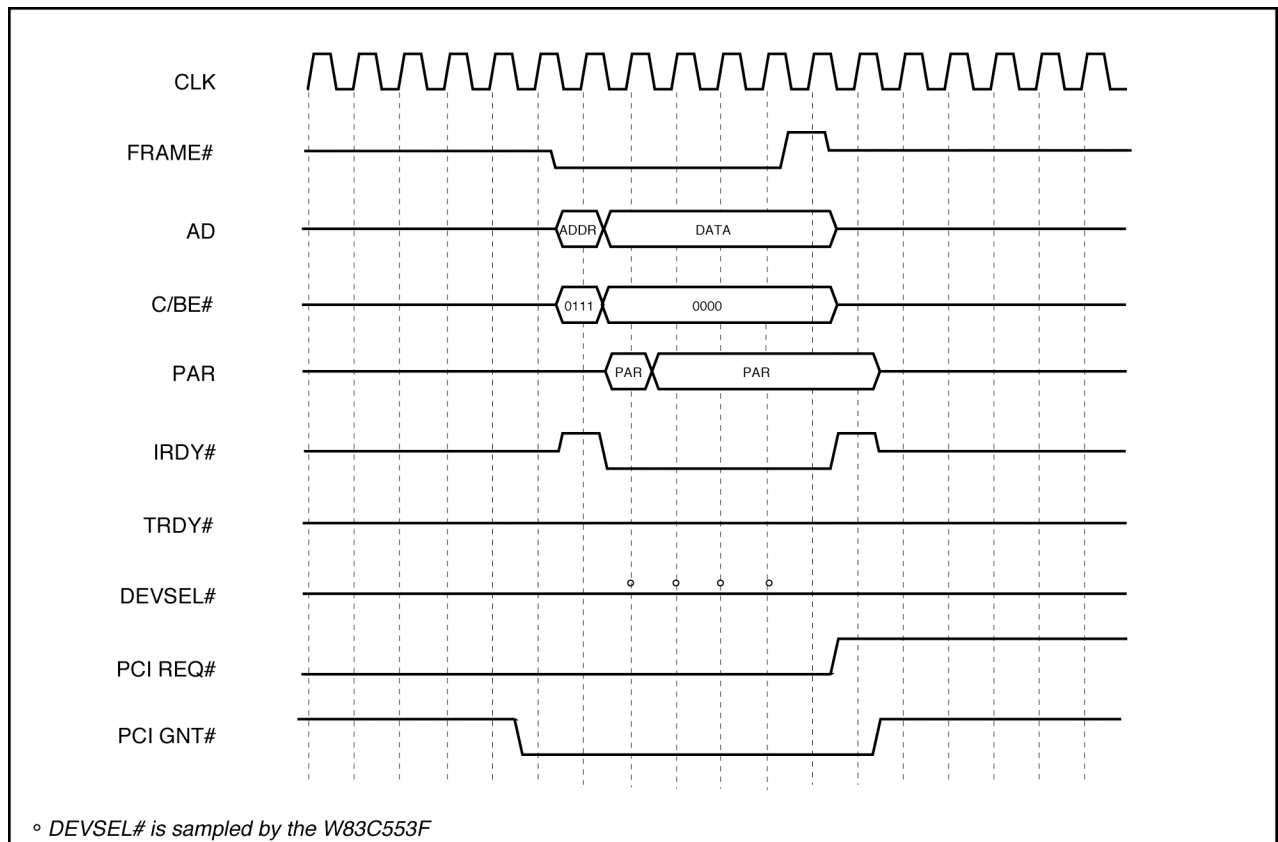 CLK
FRAME#
AD
ADDR DATA
C/BE#
0111 0000
PAR
PAR PAR
IRDY#
TRDY#
DEVSEL#
PCI REQ#
PCI GNT#
° DEVSEL# is sampled by the W83C553F